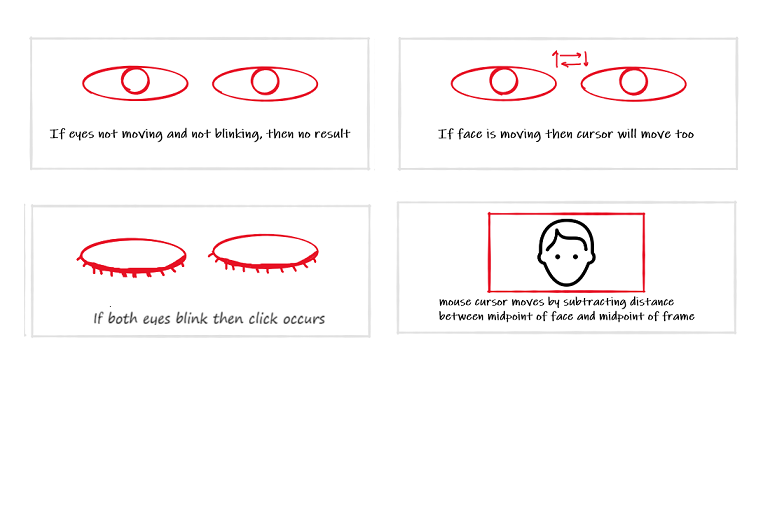 If eyes not moving and not blinking, then no result
If face is moving then cursor will move too
If both eyes blink then click occurs
mouse cursor moves by subtracting distance
between midpoint of face and midpoint of frame